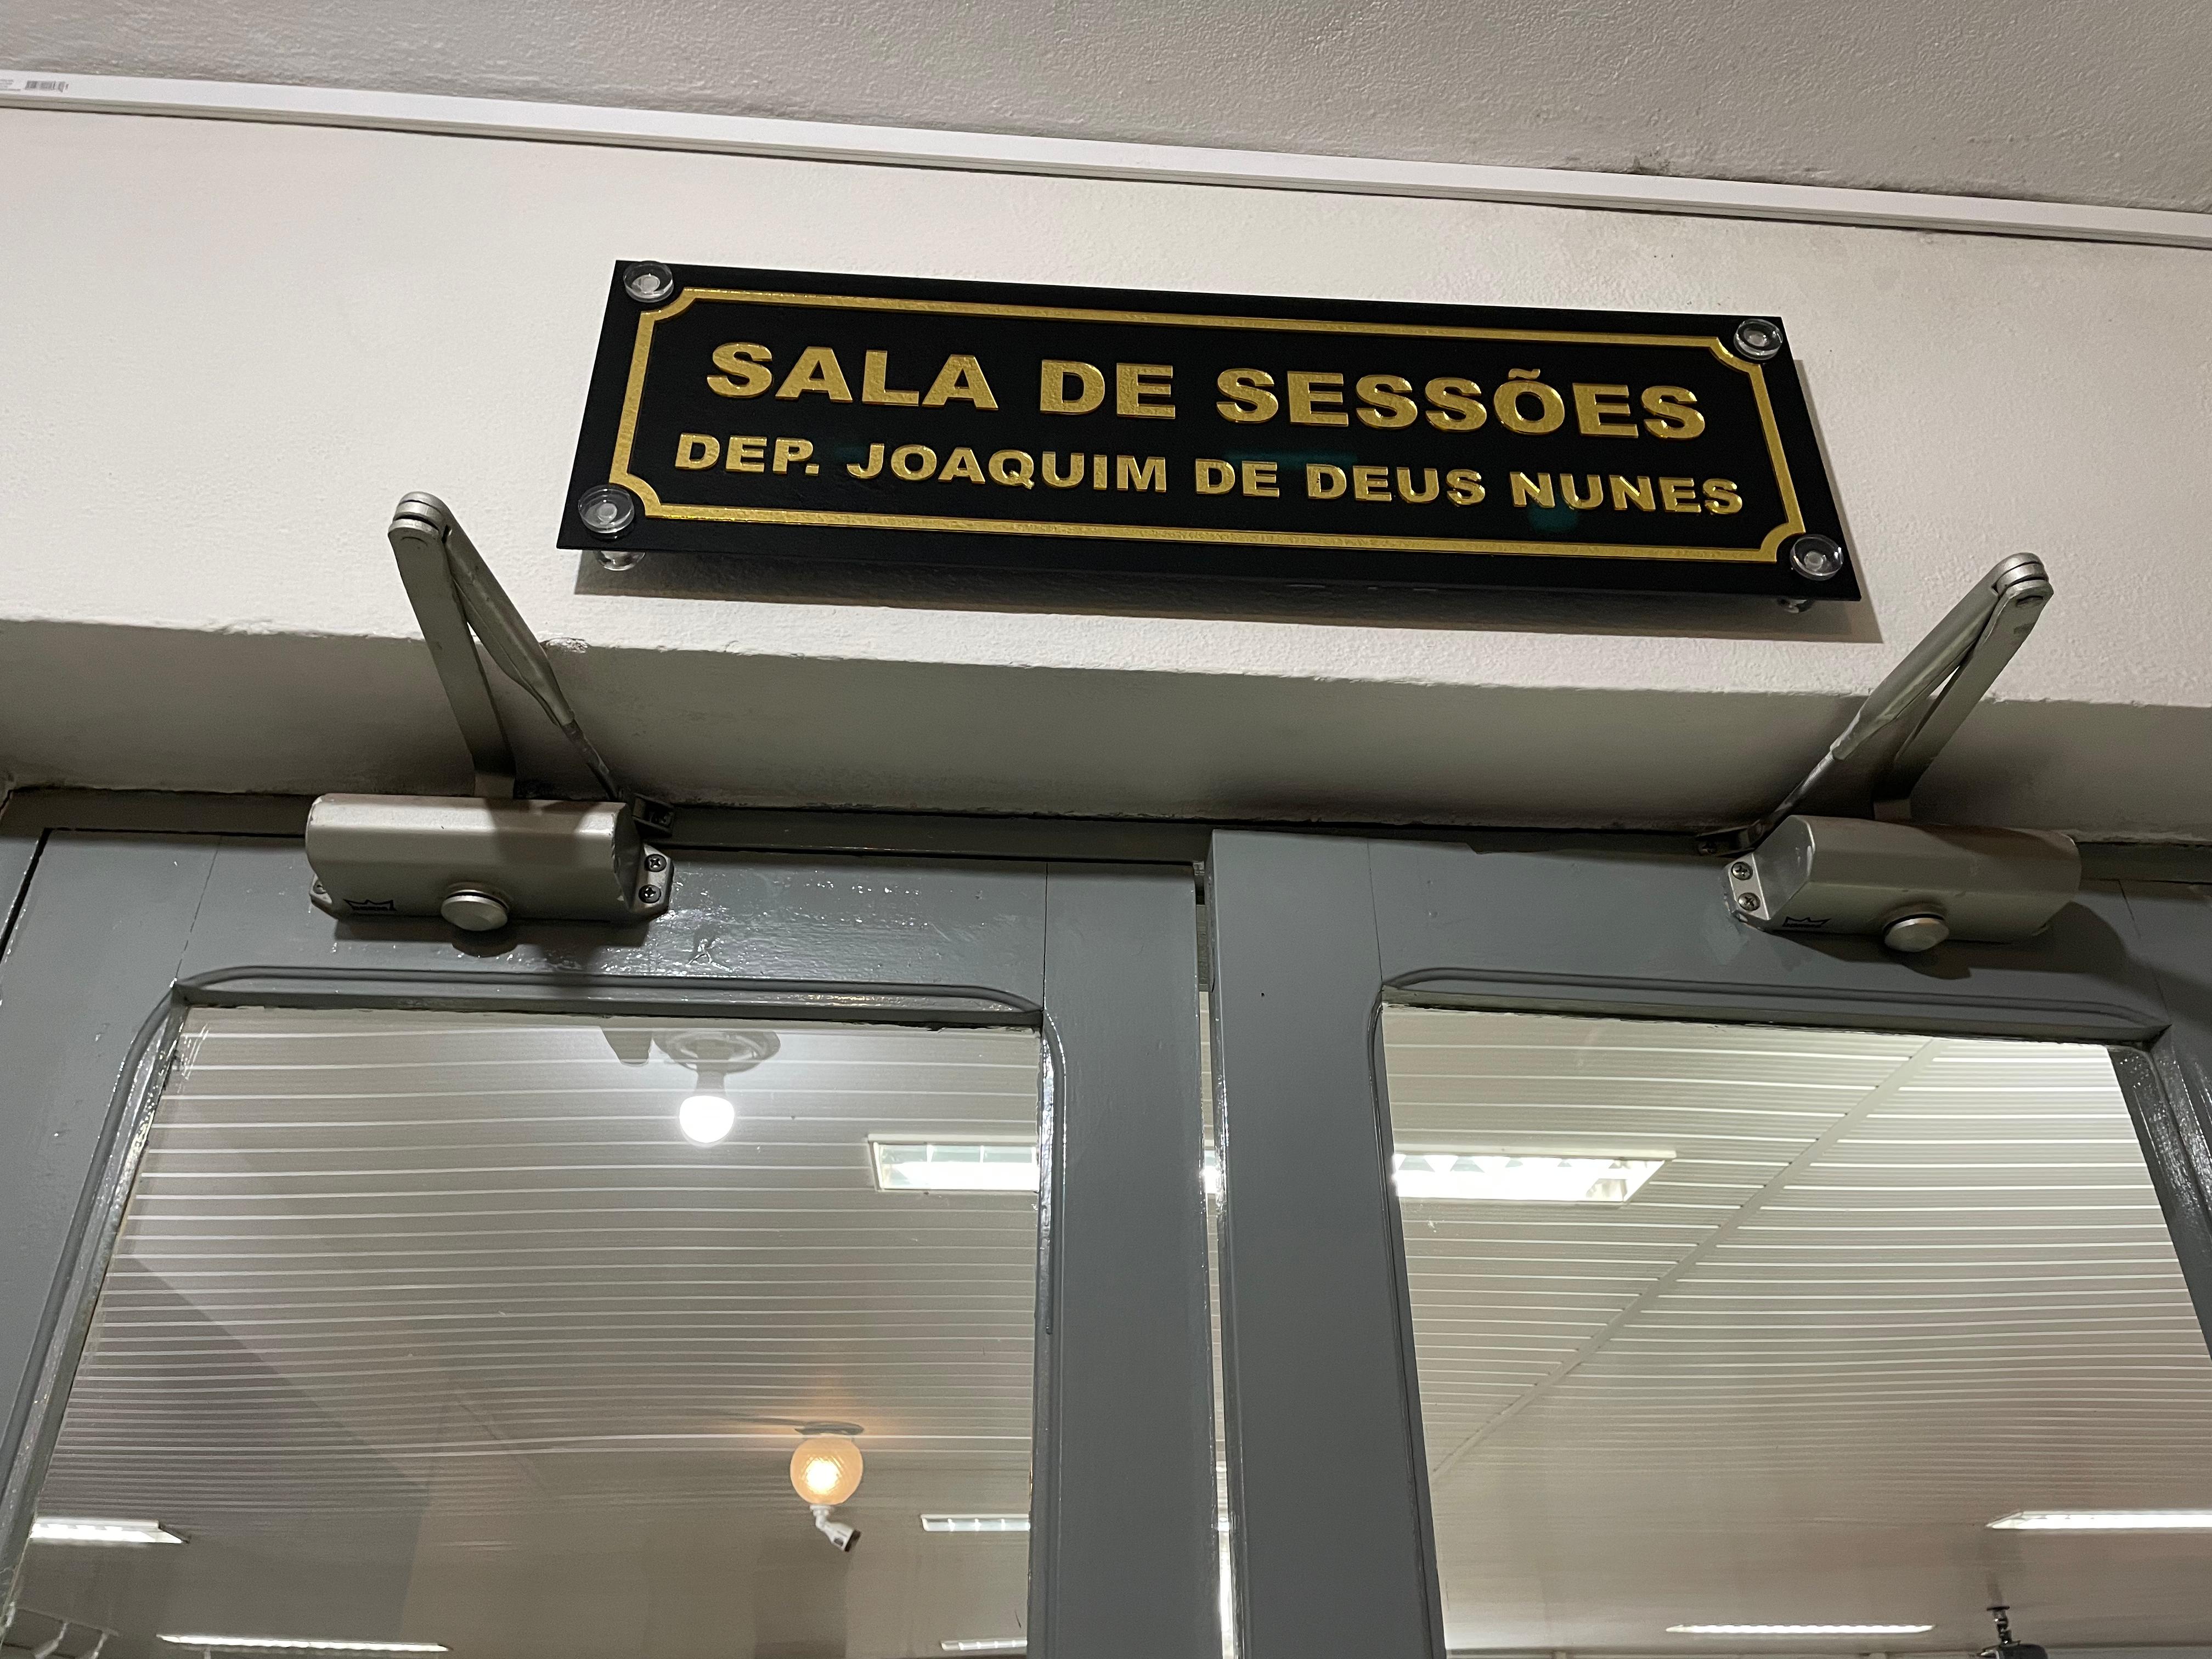 SALA DE SESSÕES
DEP. JOAQUIM DE DEUS NUNES